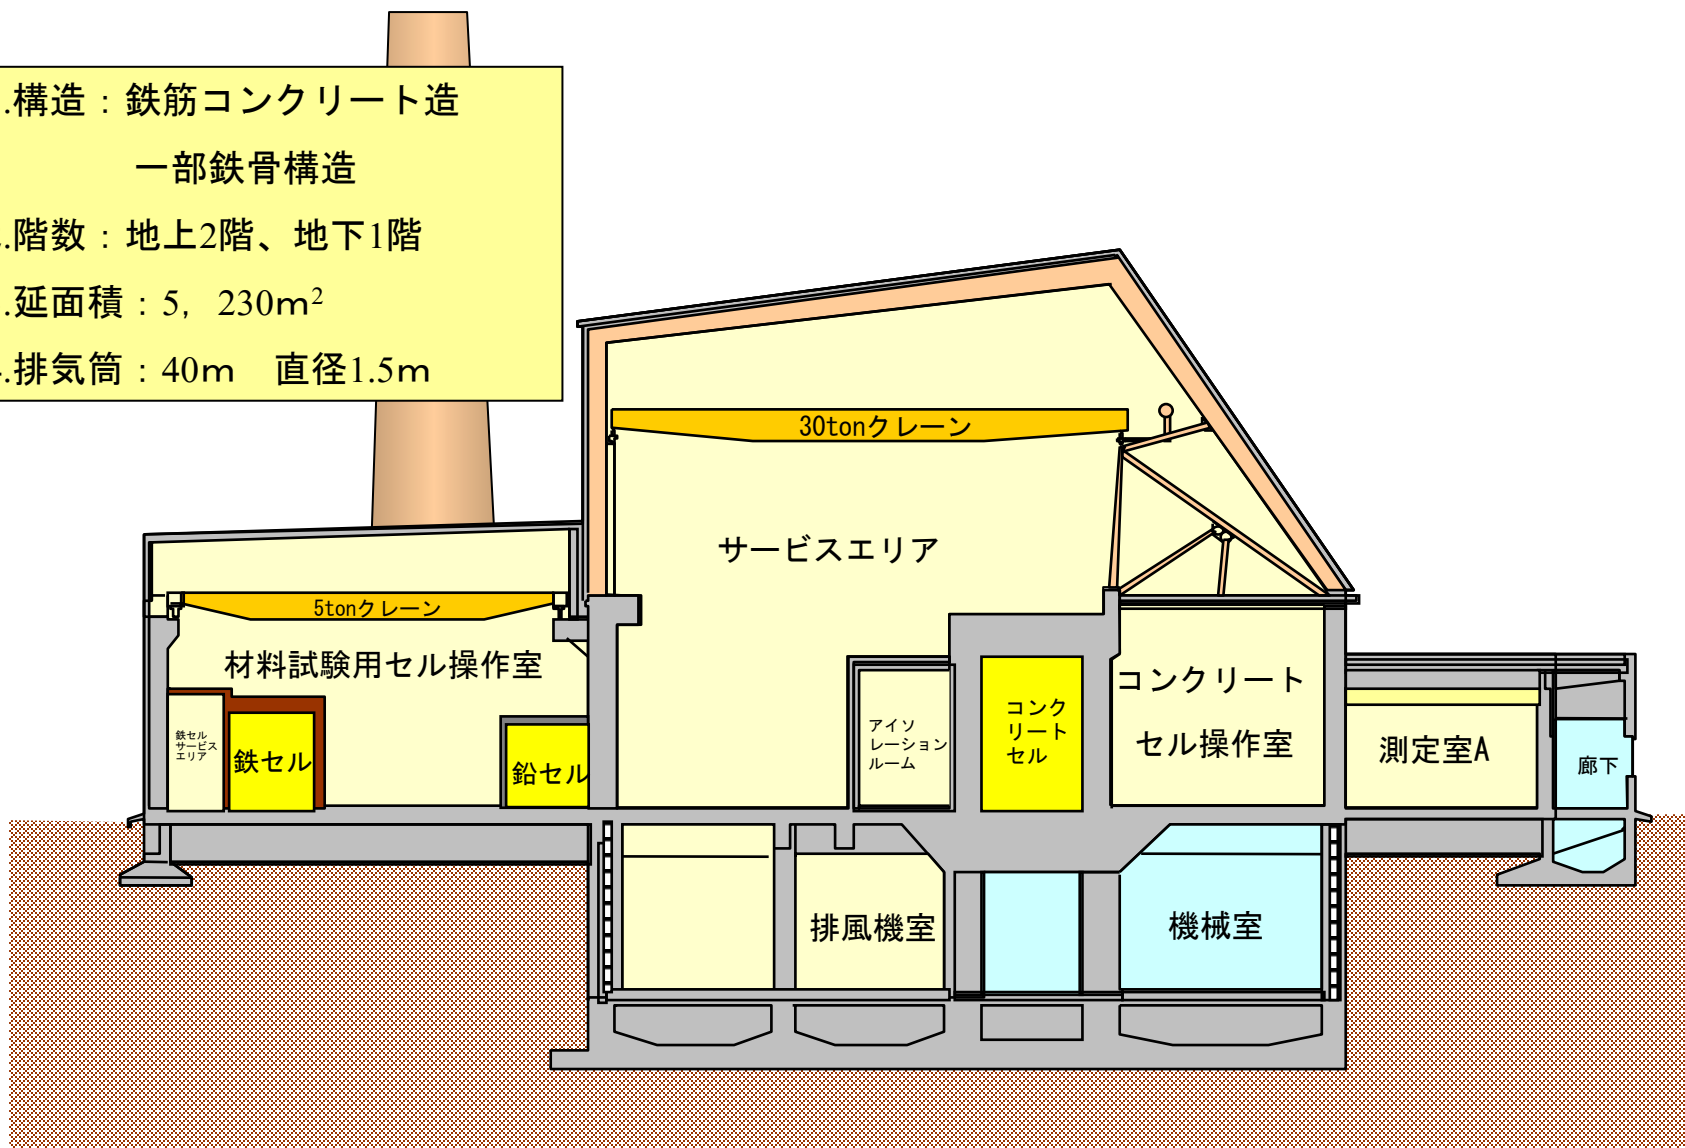 .構造：鉄筋コンクリート造
一部鉄骨構造
.階数：地上2階、地下1階
.延面積：5，230m²
.排気筒：40m　直径1.5m
30tonクレーン
サービスエリア
5tonクレーン
材料試験用セル操作室
鉄セル
サービス
エリア
鉄セル
鉛セル
アイソ
レーション
ルーム
コンク
リート
セル
コンクリート
セル操作室
測定室A
廊下
排風機室
機械室